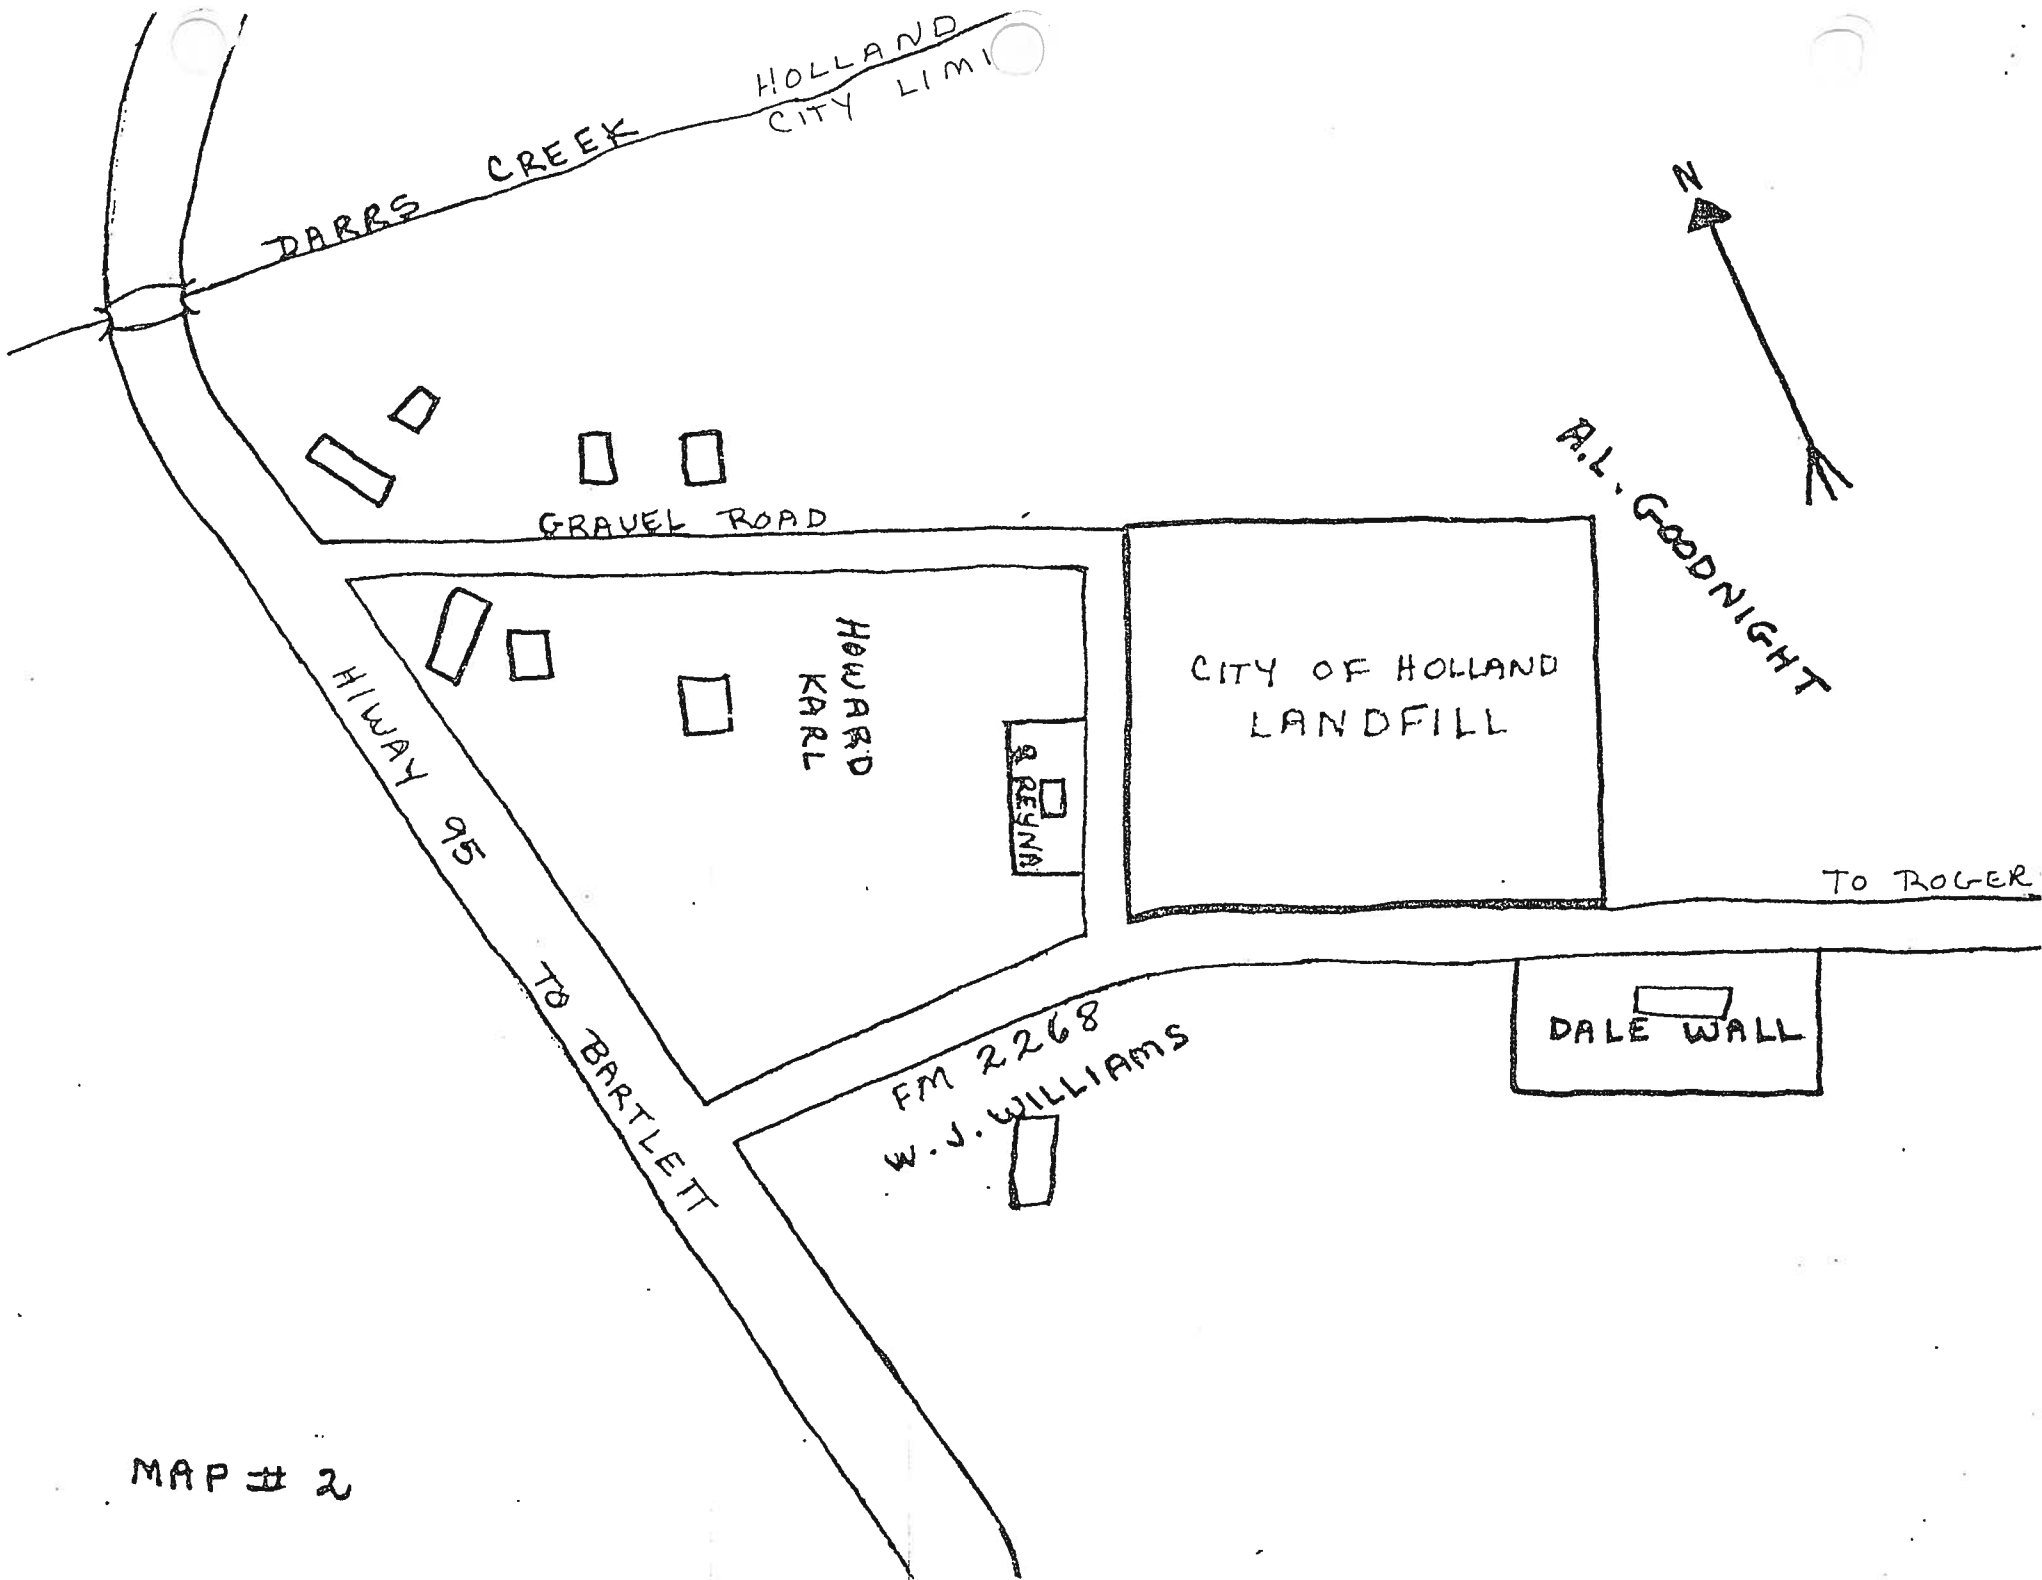 HOLLAND
CITY LIMI
DARRS CREEK
N
A.L. GOODNIGHT
GRAVEL ROAD
HOWARD
KARL
CITY OF HOLLAND
LANDFILL
R REYNA
HIWAY 95 TO BARTLETT
TO ROGER
FM 2268
W.J. WILLIAMS
DALE WALL
MAP # 2